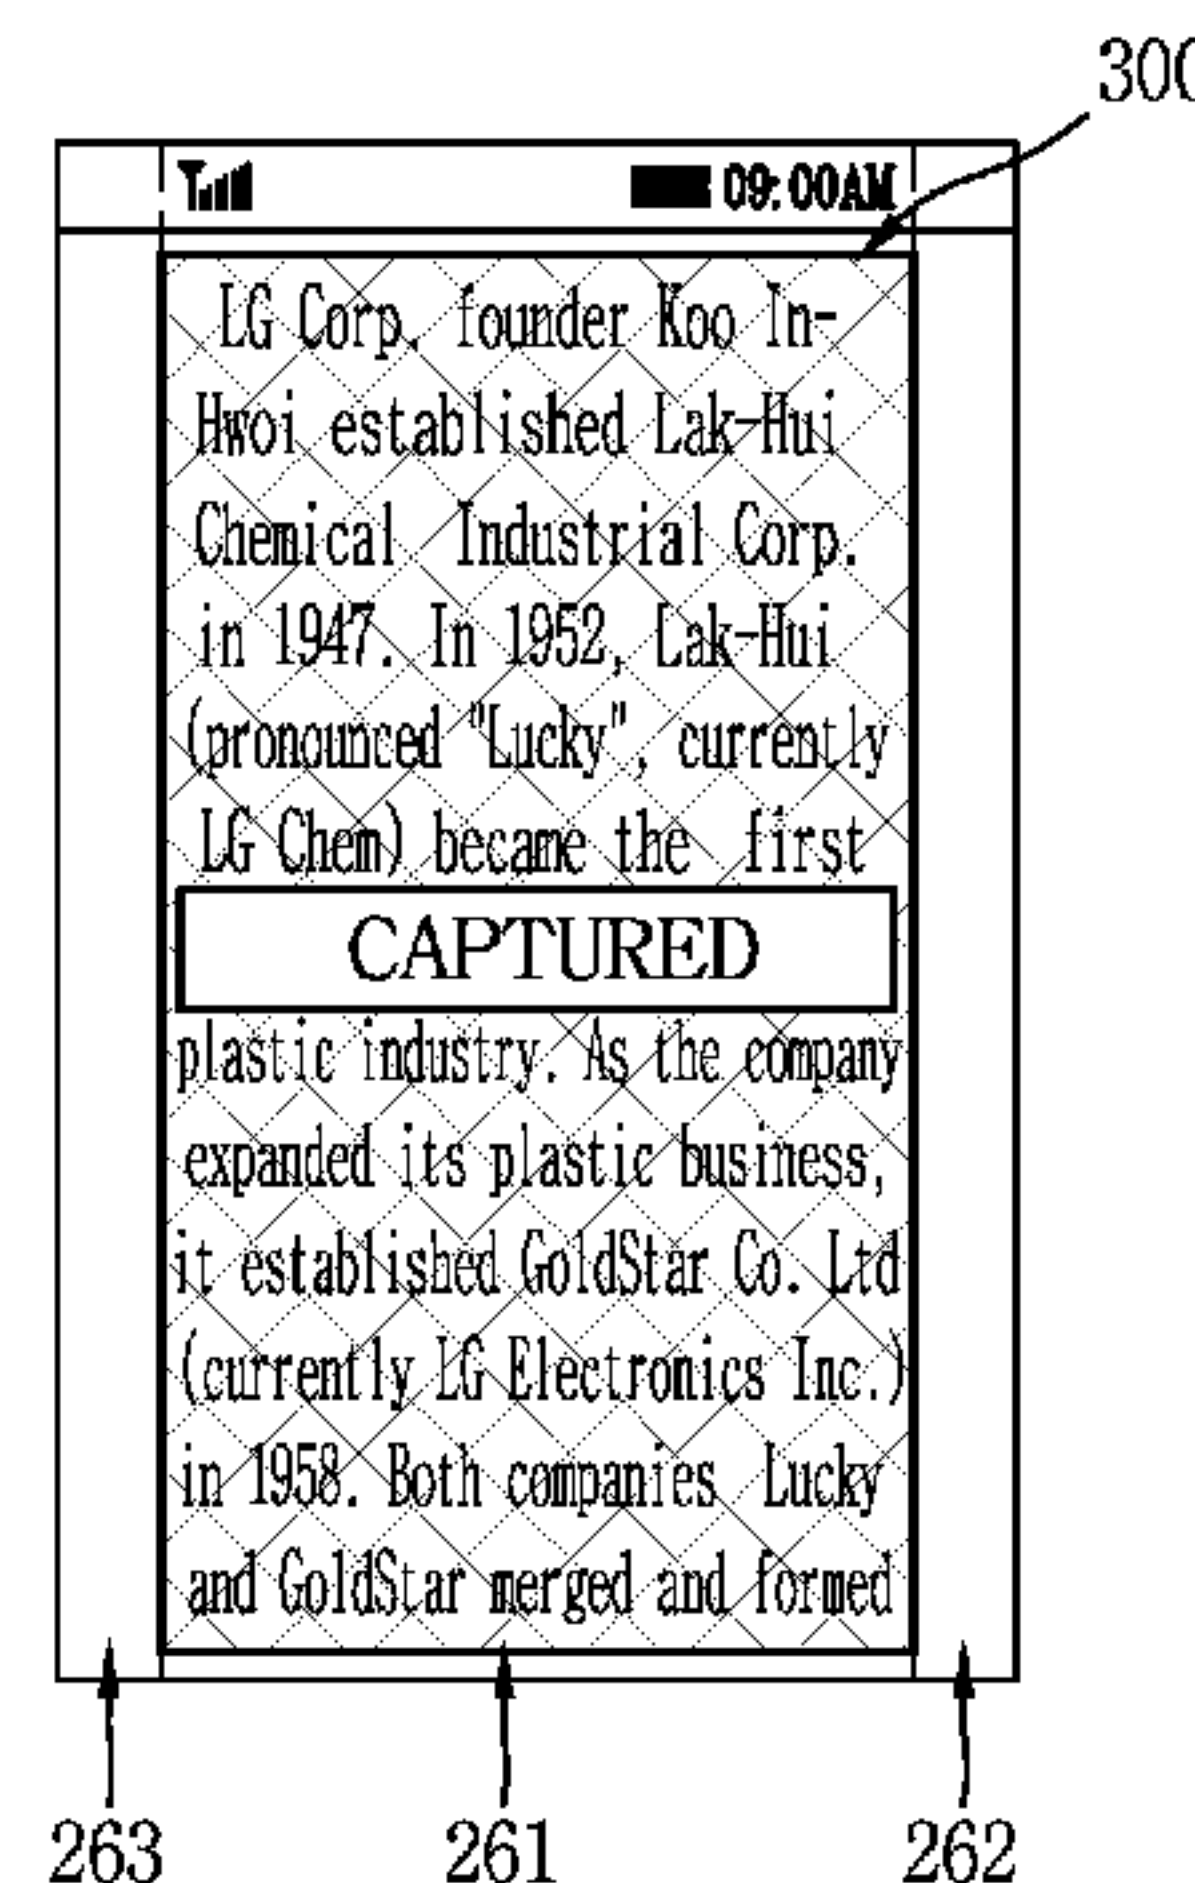 300
09:00AM
LG Corp. founder Koo In-
Hwoi established Lak-Hui
Chemical Industrial Corp.
in 1947. In 1952, Lak-Hui
(pronounced "Lucky", currently
LG Chem) became the first
CAPTURED
plastic industry. As the company
expanded its plastic business,
it established GoldStar Co. Ltd
(currently LG Electronics Inc.)
in 1958. Both companies Lucky
and GoldStar merged and formed
263 261 262